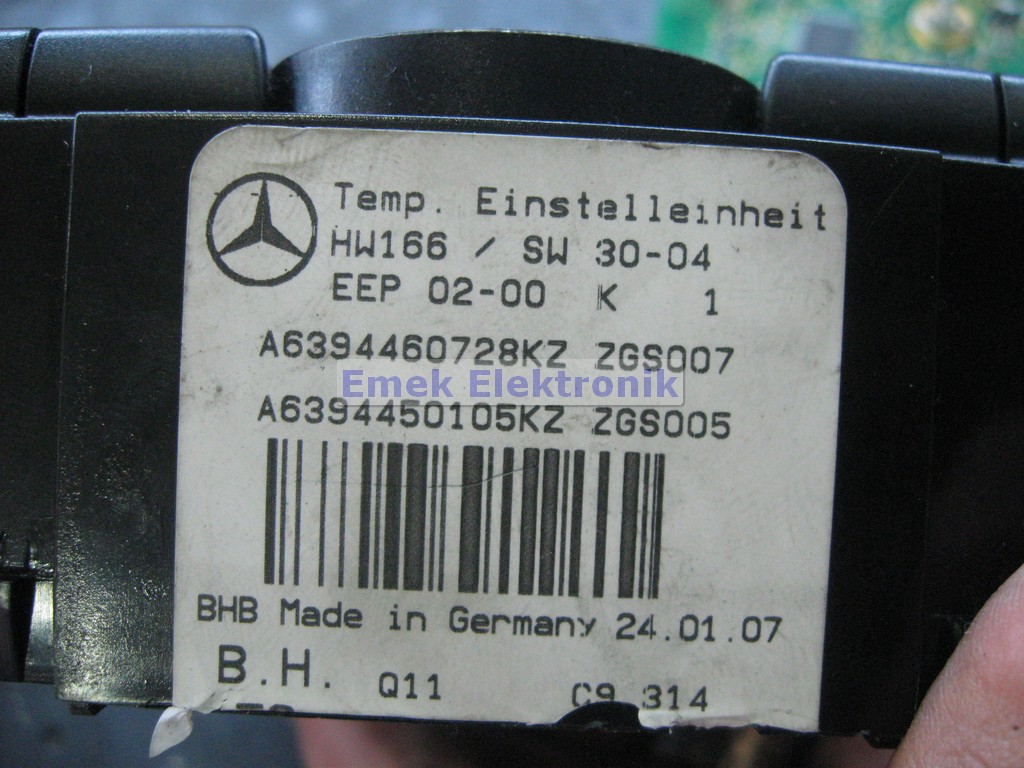 Temp. Einstelleinheit
HW166 / SW 30-04
EEP 02-00 K 1
A6394460728KZ ZGS007
Emek Elektronik
A6394450105KZ ZGS005
BHB Made in Germany 24.01.07
B.H. Q11 C9 314